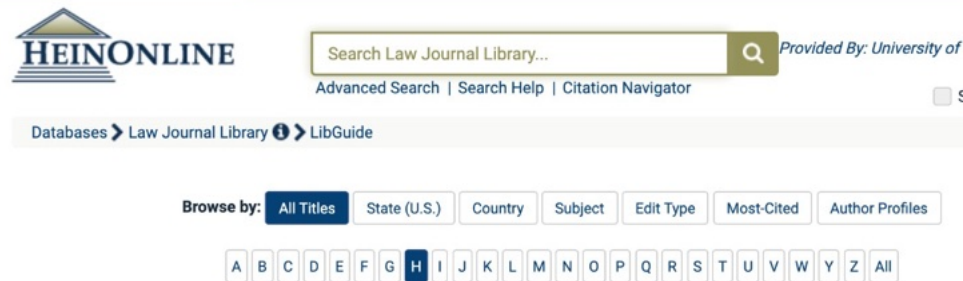 HEINONLINE
Search Law Journal Library...
Provided By: University of
Advanced Search | Search Help | Citation Navigator
S
Databases > Law Journal Library > LibGuide
Browse by: All Titles State (U.S.) Country Subject Edit Type Most-Cited Author Profiles
A B C D E F G H I J K L M N O P Q R S T U V W Y Z All